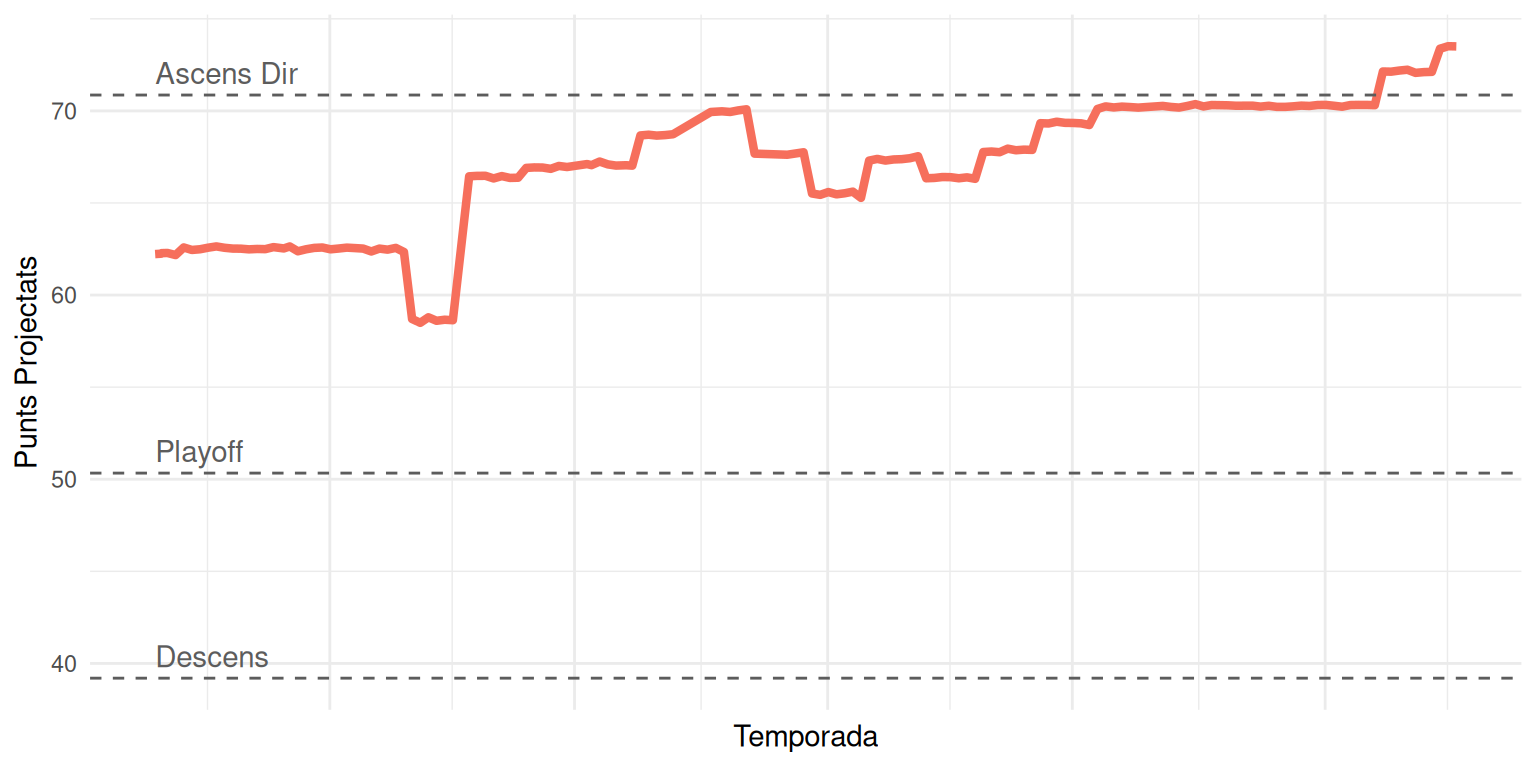 Ascens Dir
70
60
Playoff
50
Descens
40
Punts Projectats
Temporada